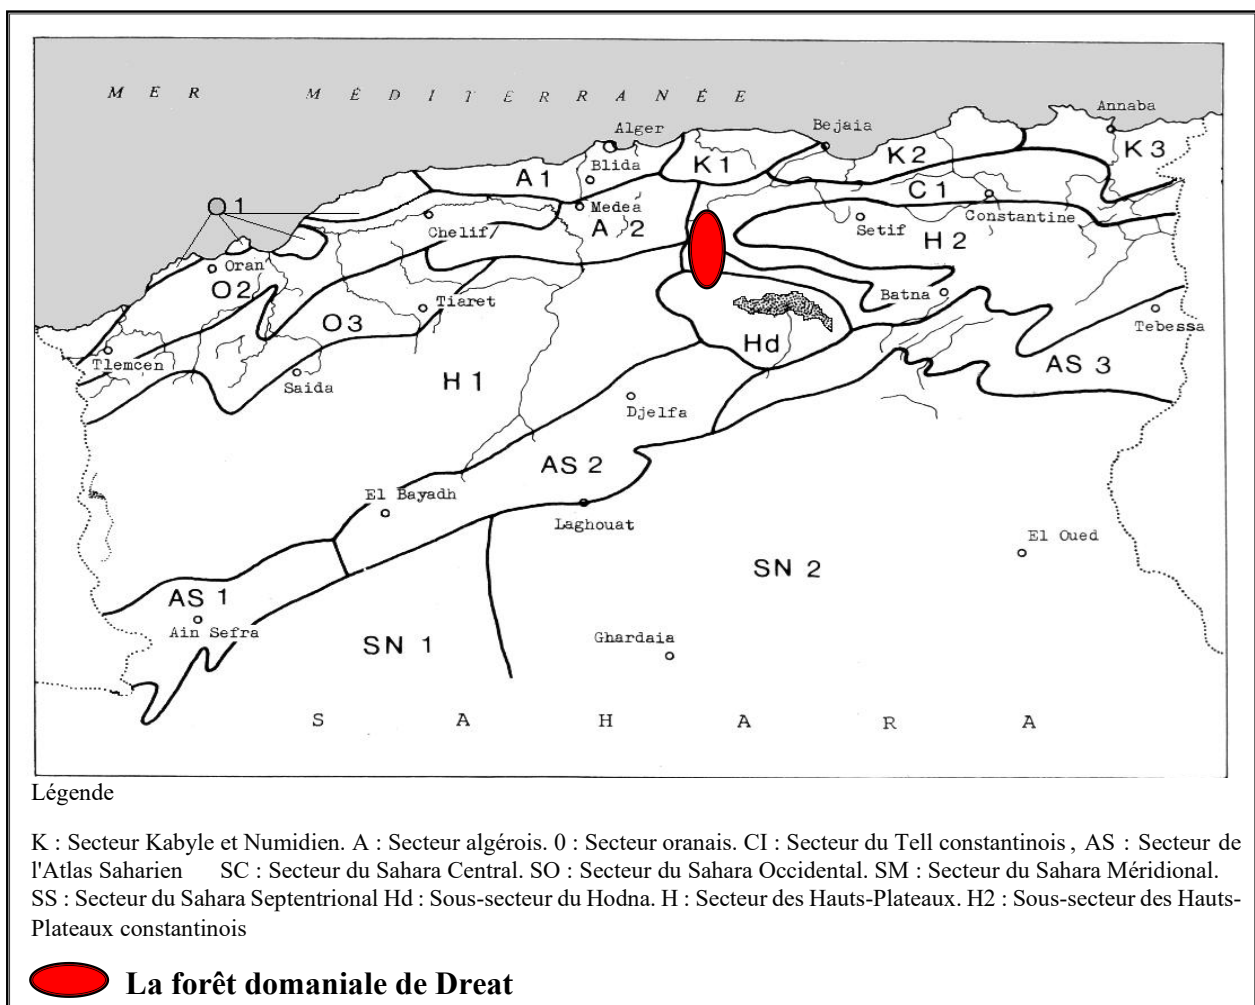 MER MÉDITERRANÉE
Annaba
Alger
Bejaia
Blida
K 1
K 2
K 3
A 1
C 1
O 1
Medea
Constantine
Chelif
A 2
Setif
H 2
Oran
O 2
Tiaret
Batna
O 3
Tebessa
Tlemcen
Hd
Saida
AS 3
H 1
Djelfa
AS 2
El Bayadh
Laghouat
El Oued
SN 2
AS 1
Ain Sefra
SN 1
Ghardaia
SAHARA
Légende
K : Secteur Kabyle et Numidien. A : Secteur algérois. 0 : Secteur oranais. CI : Secteur du Tell constantinois , AS : Secteur de
l'Atlas Saharien SC : Secteur du Sahara Central. SO : Secteur du Sahara Occidental. SM : Secteur du Sahara Méridional.
SS : Secteur du Sahara Septentrional Hd : Sous-secteur du Hodna. H : Secteur des Hauts-Plateaux. H2 : Sous-secteur des Hauts-
Plateaux constantinois
La forêt domaniale de Dreat